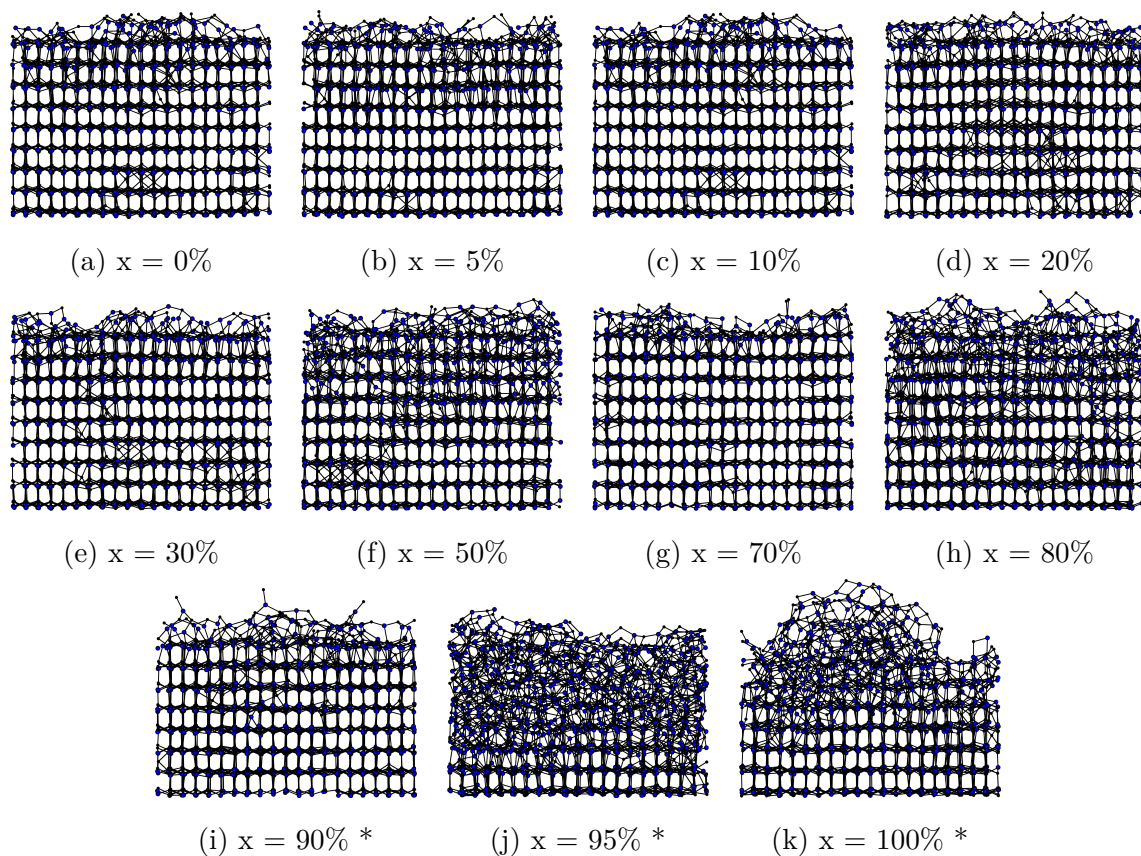 (a) x = 0%
(b) x = 5%
(c) x = 10%
(d) x = 20%
(e) x = 30%
(f) x = 50%
(g) x = 70%
(h) x = 80%
(i) x = 90% *
(j) x = 95% *
(k) x = 100% *